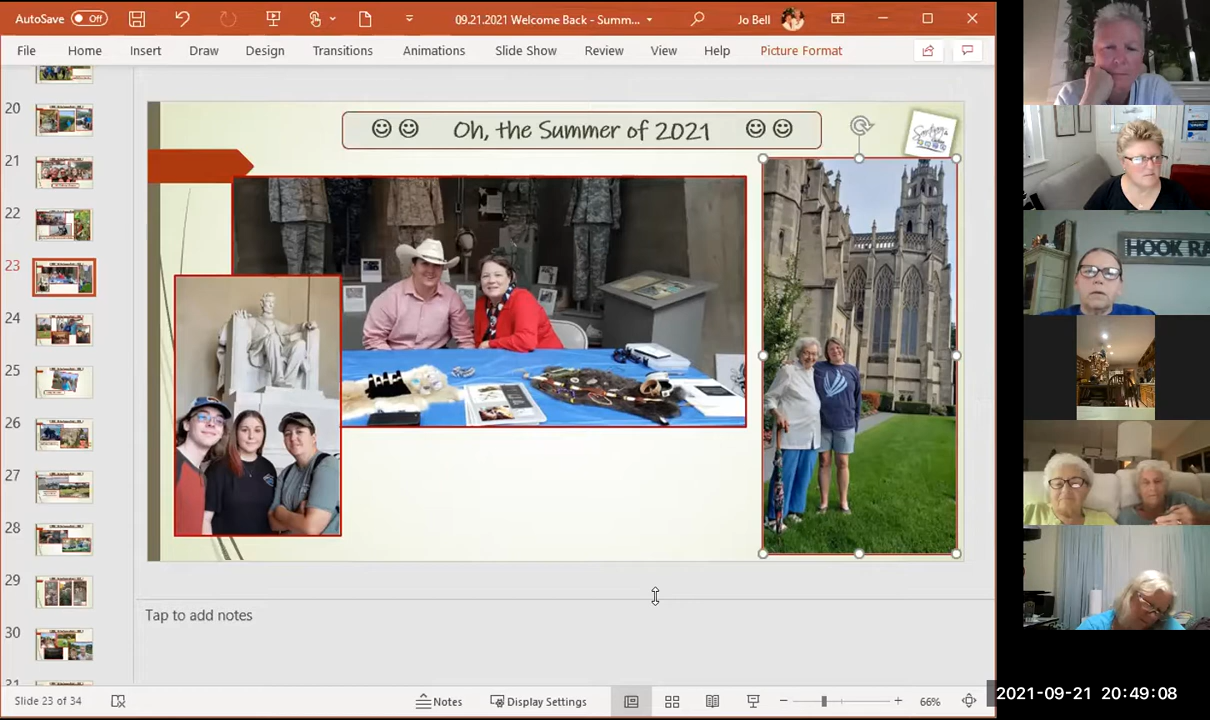 AutoSave Off 09.21.2021 Welcome Back - Summ... Jo Bell
File Home Insert Draw Design Transitions Animations Slide Show Review View Help Picture Format
20
21
22
23
24
25
26
27
28
29
30
Oh, the Summer of 2021
HOOK RA
Tap to add notes
Slide 23 of 34 Notes Display Settings 66%
2021-09-21 20:49:08